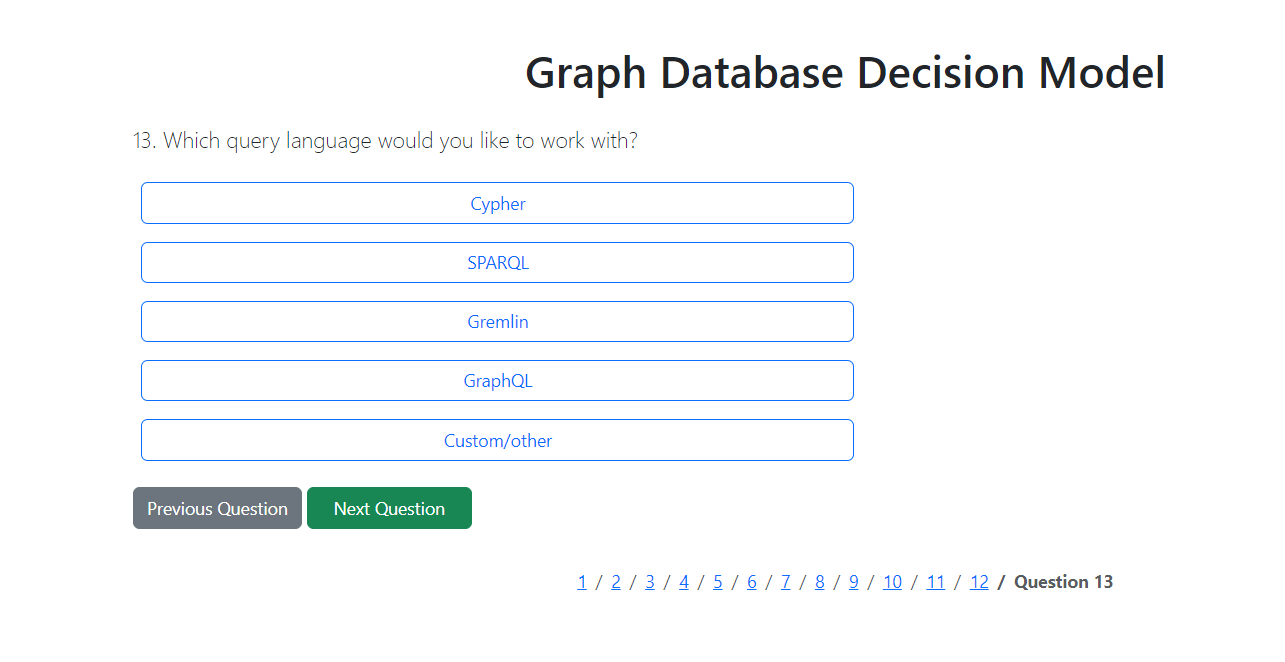 Graph Database Decision Model
13. Which query language would you like to work with?
Cypher
SPARQL
Gremlin
GraphQL
Custom/other
Previous Question Next Question
1 / 2 / 3 / 4 / 5 / 6 / 7 / 8 / 9 / 10 / 11 / 12 / Question 13